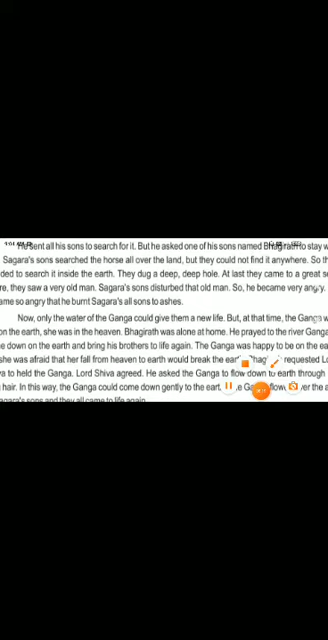 He sent all his sons to search for it. But he asked one of his sons named Bhagirath to stay w
Sagara's sons searched the horse all over the land, but they could not find it anywhere. So th
ded to search it inside the earth. They dug a deep, deep hole. At last they came to a great s
re, they saw a very old man. Sagara's sons disturbed that old man. So, he became very angry.
ame so angry that he burnt Sagara's all sons to ashes.
Now, only the water of the Ganga could give them a new life. But, at that time, the Ganga w
on the earth, she was in the heaven. Bhagirath was alone at home. He prayed to the river Ganga
e down on the earth and bring his brothers to life again. The Ganga was happy to be on the ea
she was afraid that her fall from heaven to earth would break the requested Lo
va to held the Ganga. Lord Shiva agreed. He asked the Ganga to flow down to earth through
hair. In this way, the Ganga could come down gently to the eart. the a
agara's sons and they all came to life again